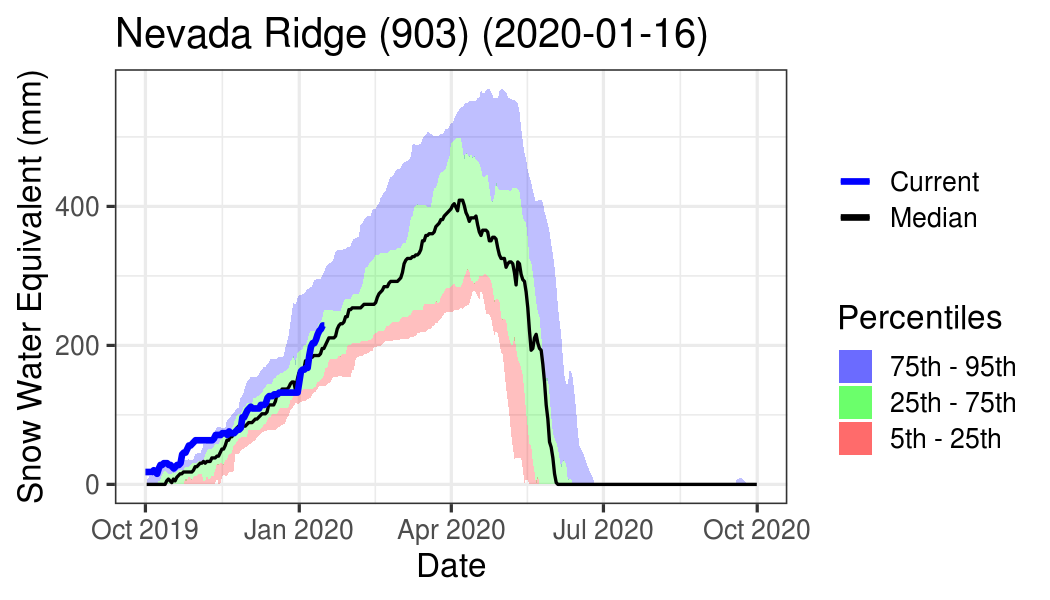 Nevada Ridge (903) (2020-01-16)
Snow Water Equivalent (mm)
400
200
0
Oct 2019 Jan 2020 Apr 2020 Jul 2020 Oct 2020
Date
Current
Median
Percentiles
75th - 95th
25th - 75th
5th - 25th